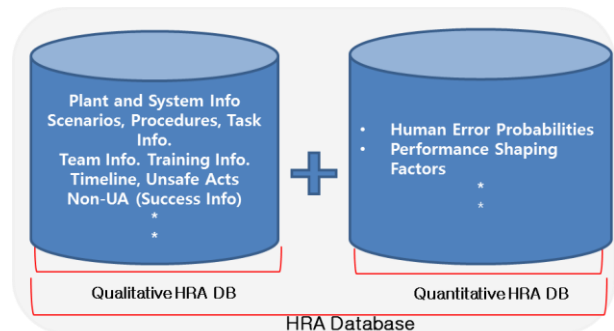 Plant and System Info
Scenarios, Procedures, Task
Info.
Team Info. Training Info.
Timeline, Unsafe Acts
Non-UA (Success Info)
*
*
+
• Human Error Probabilities
• Performance Shaping
Factors
*
*
Qualitative HRA DB
Quantitative HRA DB
HRA Database